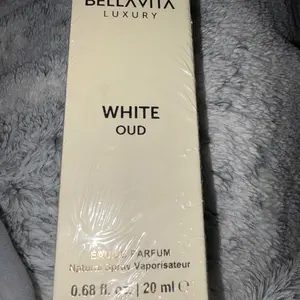 BELLAVITA
LUXURY
WHITE
OUD
EAU DE PARFUM
Natural Spray Vaporisateur
0.68 fl. oz. | 20 ml ℮